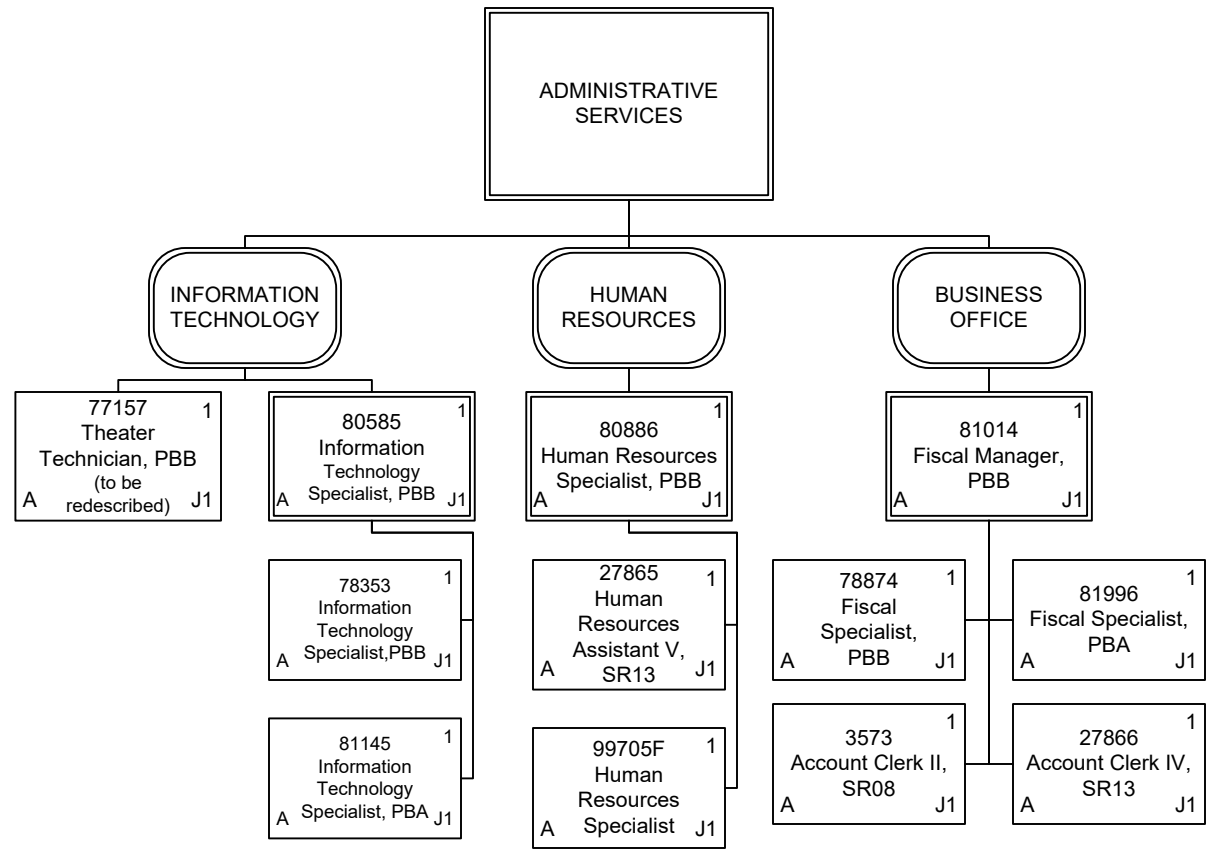 ADMINISTRATIVE
SERVICES
INFORMATION
TECHNOLOGY
HUMAN
RESOURCES
BUSINESS
OFFICE
77157 1
Theater
Technician, PBB
(to be
A redescribed) J1
80585 1
Information
Technology
A Specialist, PBB J1
80886 1
Human Resources
Specialist, PBB
A J1
81014 1
Fiscal Manager,
PBB
A J1
78353 1
Information
Technology
A Specialist,PBB J1
27865 1
Human
Resources
Assistant V,
A SR13 J1
78874 1
Fiscal
Specialist,
A PBB J1
81996 1
Fiscal Specialist,
PBA
A J1
81145 1
Information
Technology
A Specialist, PBA J1
99705F 1
Human
Resources
A Specialist J1
3573 1
Account Clerk II,
SR08
A J1
27866 1
Account Clerk IV,
SR13
A J1